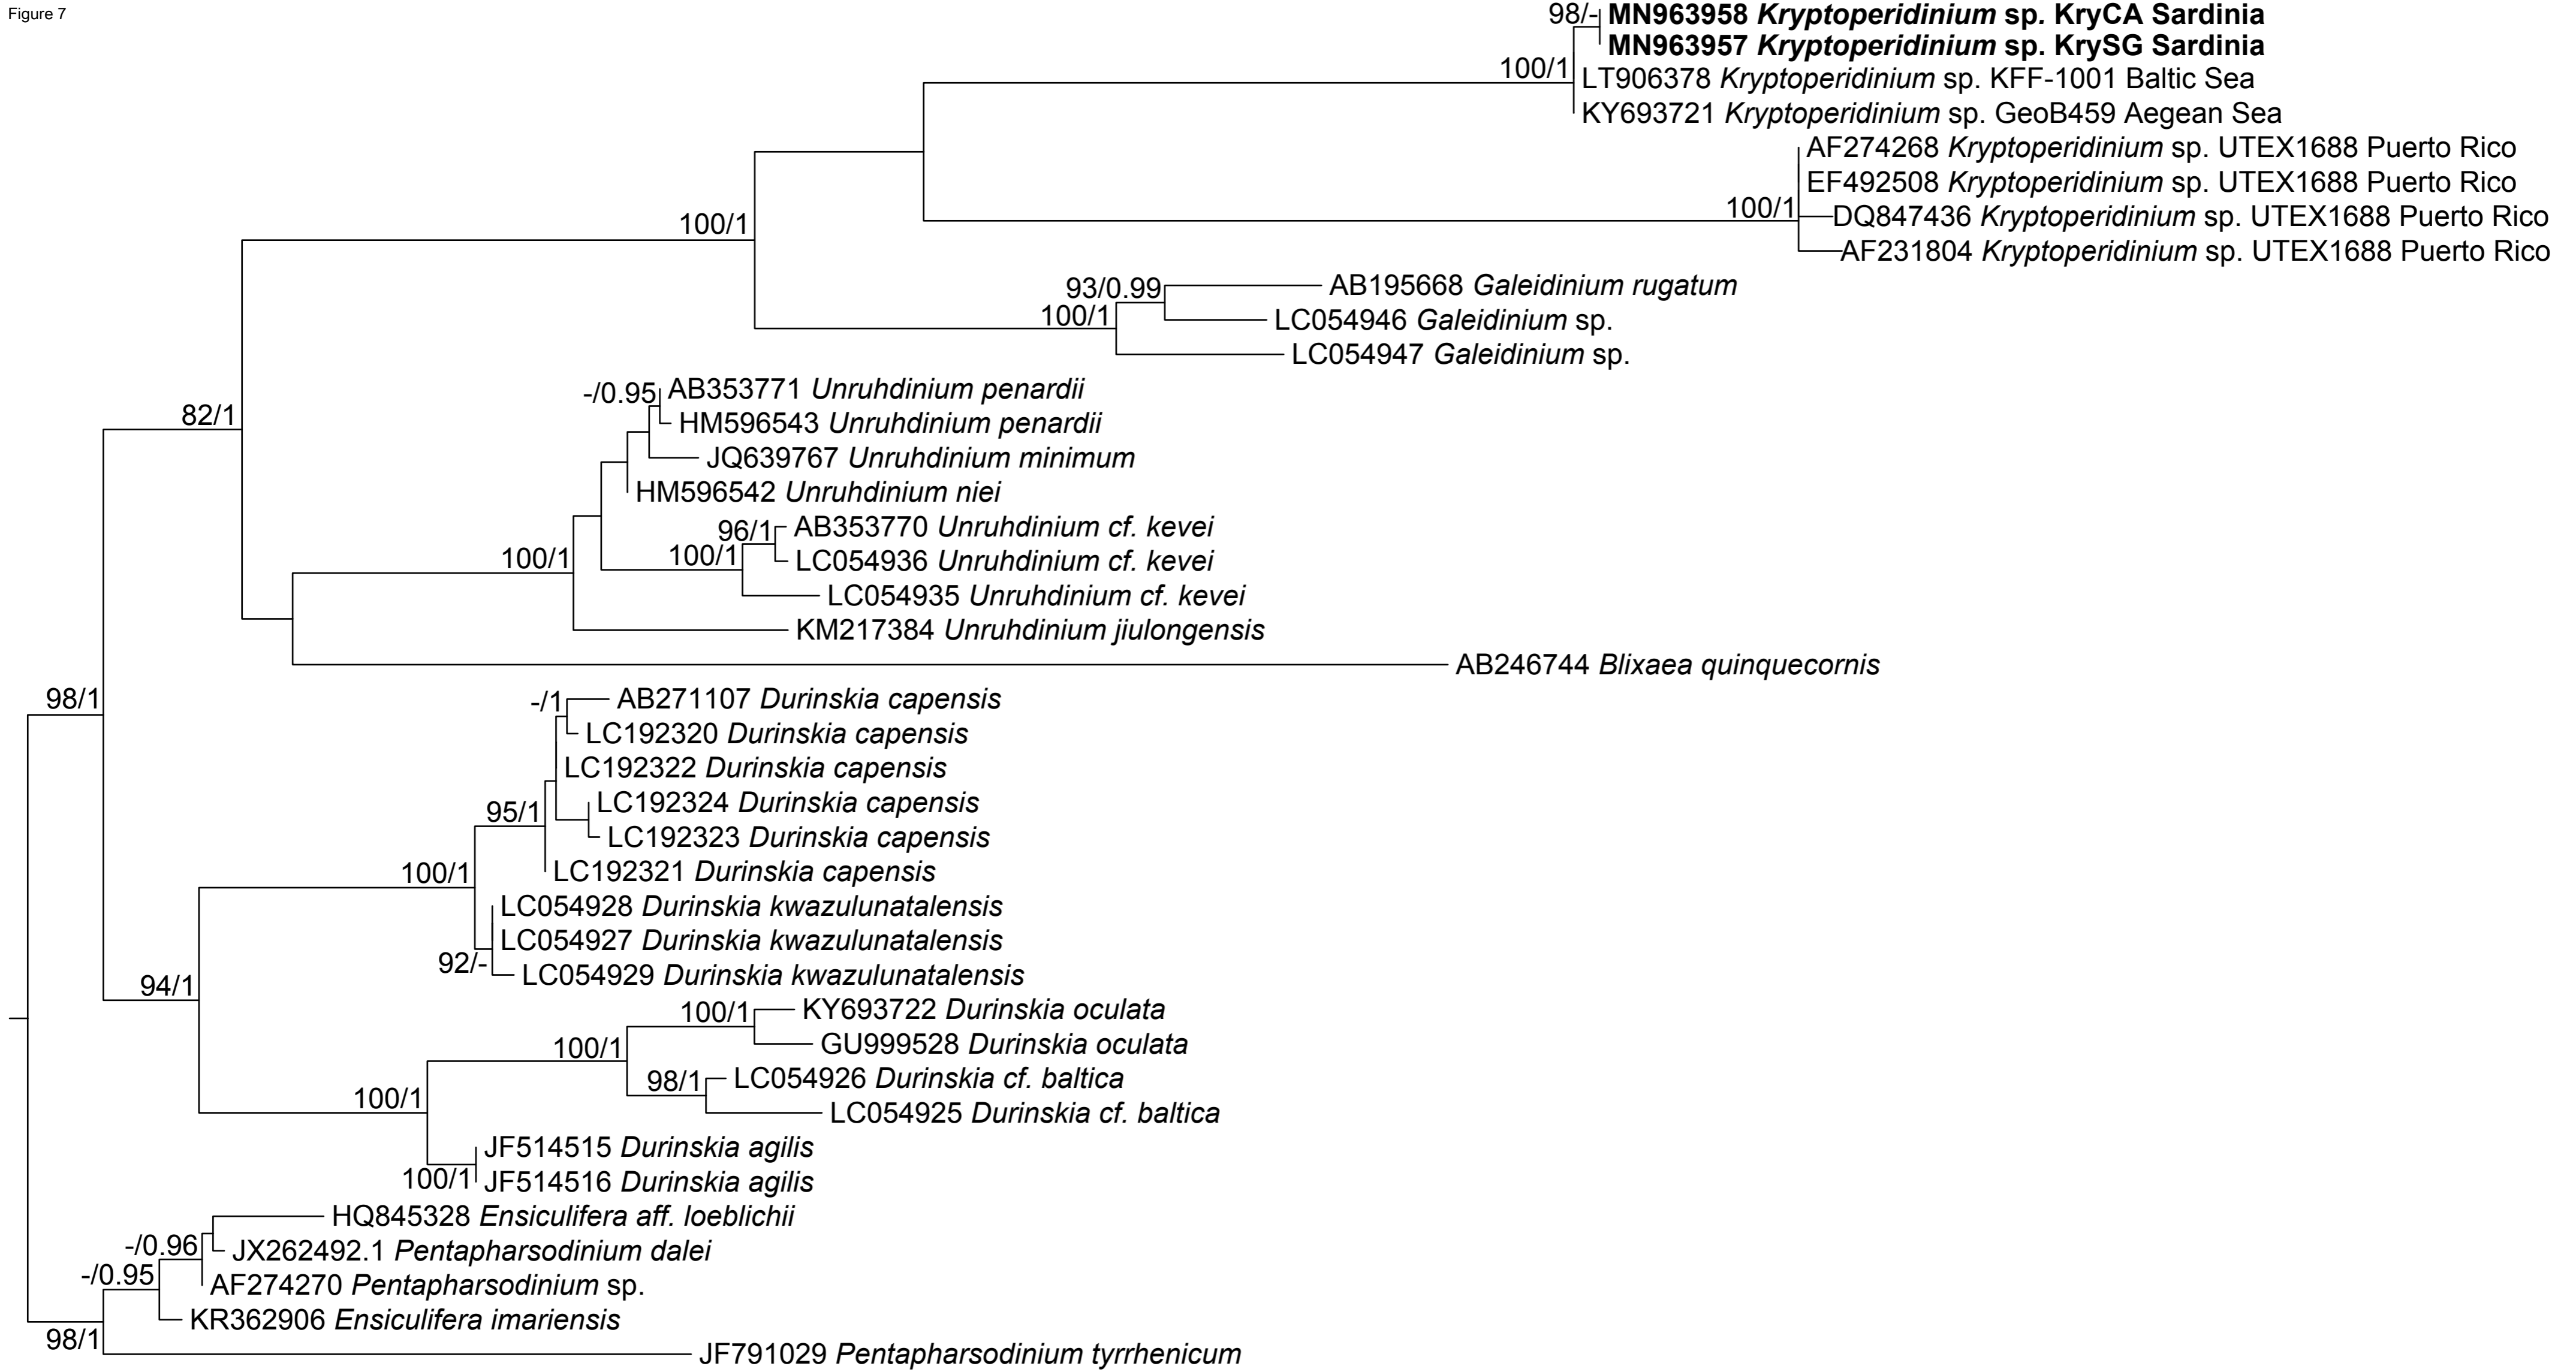 Figure 7
98/-
MN963958 Kryptoperidinium sp. KryCA Sardinia
MN963957 Kryptoperidinium sp. KrySG Sardinia
100/1
LT906378 Kryptoperidinium sp. KFF-1001 Baltic Sea
KY693721 Kryptoperidinium sp. GeoB459 Aegean Sea
AF274268 Kryptoperidinium sp. UTEX1688 Puerto Rico
EF492508 Kryptoperidinium sp. UTEX1688 Puerto Rico
100/1
DQ847436 Kryptoperidinium sp. UTEX1688 Puerto Rico
100/1
AF231804 Kryptoperidinium sp. UTEX1688 Puerto Rico
93/0.99
AB195668 Galeidinium rugatum
100/1
LC054946 Galeidinium sp.
LC054947 Galeidinium sp.
-/0.95
AB353771 Unruhdinium penardii
82/1
HM596543 Unruhdinium penardii
JQ639767 Unruhdinium minimum
HM596542 Unruhdinium niei
96/1
AB353770 Unruhdinium cf. kevei
100/1
100/1
LC054936 Unruhdinium cf. kevei
LC054935 Unruhdinium cf. kevei
KM217384 Unruhdinium jiulongensis
AB246744 Blixaea quinquecornis
98/1
-/1
AB271107 Durinskia capensis
LC192320 Durinskia capensis
LC192322 Durinskia capensis
95/1
LC192324 Durinskia capensis
LC192323 Durinskia capensis
100/1
LC192321 Durinskia capensis
LC054928 Durinskia kwazulunatalensis
LC054927 Durinskia kwazulunatalensis
92/-
LC054929 Durinskia kwazulunatalensis
94/1
100/1
KY693722 Durinskia oculata
100/1
GU999528 Durinskia oculata
98/1
LC054926 Durinskia cf. baltica
100/1
LC054925 Durinskia cf. baltica
JF514515 Durinskia agilis
100/1
JF514516 Durinskia agilis
HQ845328 Ensiculifera aff. loeblichii
-/0.96
JX262492.1 Pentapharsodinium dalei
-/0.95
AF274270 Pentapharsodinium sp.
KR362906 Ensiculifera imariensis
98/1
JF791029 Pentapharsodinium tyrrhenicum